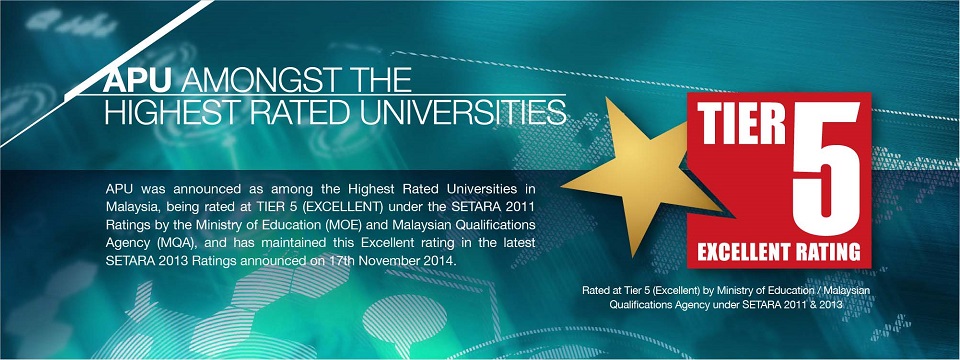 APU AMONGST THE
HIGHEST RATED UNIVERSITIES
APU was announced as among the Highest Rated Universities in
Malaysia, being rated at TIER 5 (EXCELLENT) under the SETARA 2011
Ratings by the Ministry of Education (MOE) and Malaysian Qualifications
Agency (MQA), and has maintained this Excellent rating in the latest
SETARA 2013 Ratings announced on 17th November 2014.
TIER 5
EXCELLENT RATING
Rated at Tier 5 (Excellent) by Ministry of Education / Malaysian
Qualifications Agency under SETARA 2011 & 2013